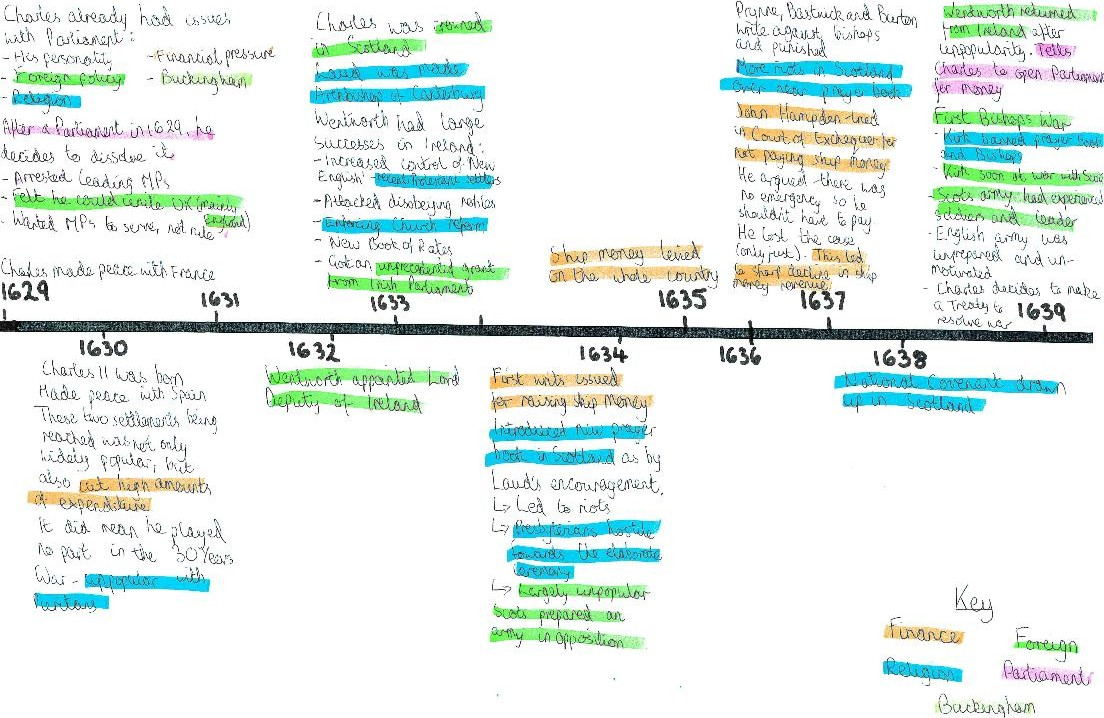 Charles already had issues
with Parliament:
- His personality
- Financial pressure
- Foreign policy
- Buckingham
- Religion
After a Parliament in 1629, he
decides to dissolve it
- Arrested leading MPs
- Felt he could unite UK (mainly
England)
- Wanted MPs to serve, not rule
Charles made peace with France
Charles was crowned
in Scotland
Laud was made
Archbishop of Canterbury
Wentworth had large
successes in Ireland:
- Increased control of 'New
English' - recent Protestant settlers
- Attacked disobeying nobles
- Enforcing Church reform
- New Book of Rates
- Got an unprecedented grant
from Irish Parliament
Ship money levied
on the whole country
Prynne, Bastwick and Burton
write against bishops
and punished
More riots in Scotland
over new prayer book
John Hampden tried
in Court of Exchequer for
not paying ship money
He argued there was
no emergency so he
shouldn't have to pay.
He lost the case
(only just). This led
to sharp decline in ship
money revenue
Wentworth returned
from Ireland after
unpopularity. Tells
Charles to open Parliament
for money
First Bishops War
- Kirk banned prayer book
and Bishops
- Kirk soon at war with
- Scots army had experienced
soldiers and leader
- English army was
unprepared and un-
motivated
- Charles decides to make
a Treaty to
resolve war
1629
1631
1633
1635
1637
1639
1630
1632
1634
1636
1638
Charles II was born
Made peace with Spain
These two settlements being
reached was not only
widely popular, but
also cut high amounts
of expenditure
It did mean he played
no part in the 30 Years
War - unpopular with
Puritans
Wentworth appointed Lord
Deputy of Ireland
First writs issued
for raising ship money
Introduced new prayer
book in Scotland as by
Laud's encouragement.
↳ Led to riots
↳ Presbyterians hostile
towards the elaborate
ceremony
↳ Largely unpopular
Scots prepared an
army in opposition
National Covenant drawn
up in Scotland
Key
Finance
Foreign
Religion
Parliament
Buckingham